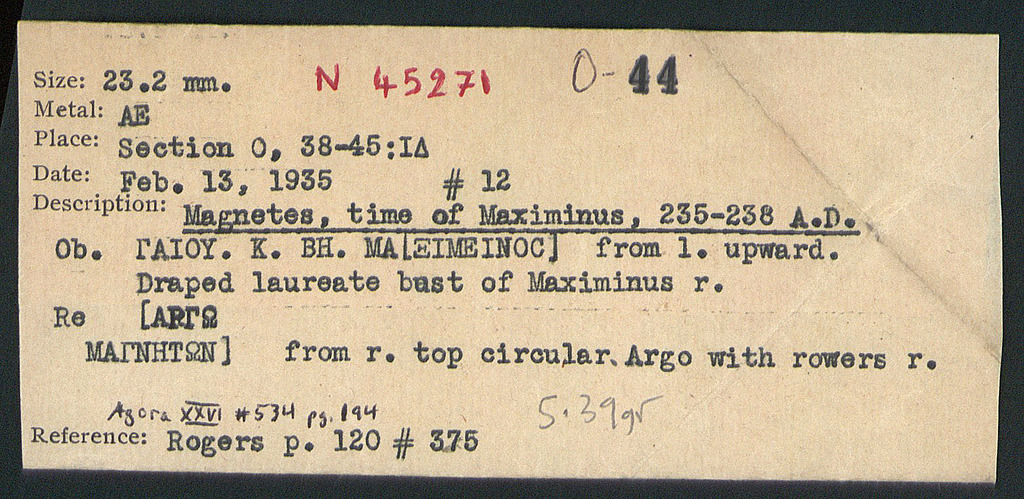 Size: 23.2 mm. N 45271 O-44
Metal: AE
Place: Section O, 38-45:ΙΔ
Date: Feb. 13, 1935 # 12
Description: Magnetes, time of Maximinus, 235-238 A.D.
Ob. ΓΑΙΟΥ. Κ. ΒΗ. ΜΑ[ΞΙΜΕΙΝΟC] from l. upward.
Draped laureate bust of Maximinus r.
Re [ΑΡΓΩ
ΜΑΓΝΗΤΩΝ] from r. top circular. Argo with rowers r.
Agora XXVI #534 pg. 194 5.39gr
Reference: Rogers p. 120 # 375